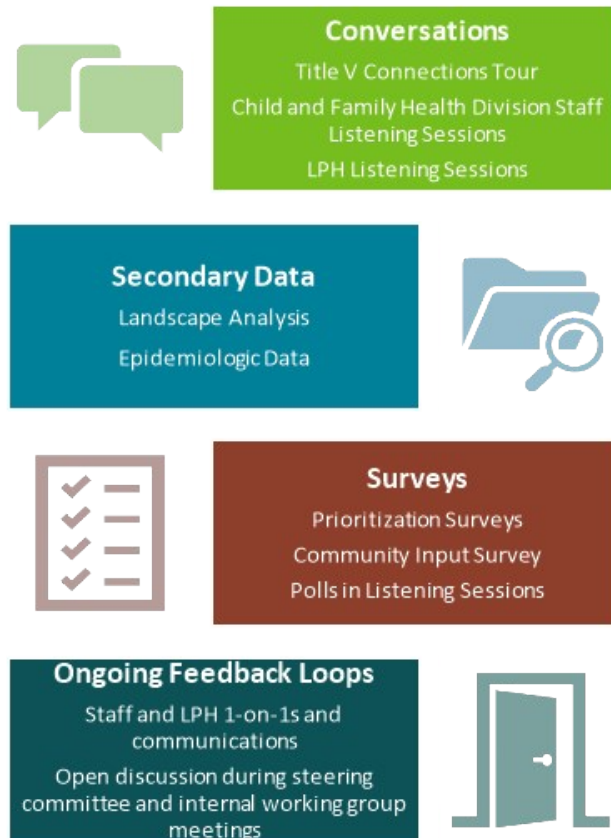 Conversations
Title V Connections Tour
Child and Family Health Division Staff
Listening Sessions
LPH Listening Sessions
Secondary Data
Landscape Analysis
Epidemiologic Data
Surveys
Prioritization Surveys
Community Input Survey
Polls in Listening Sessions
Ongoing Feedback Loops
Staff and LPH 1-on-1s and
communications
Open discussion during steering
committee and internal working group
meetings